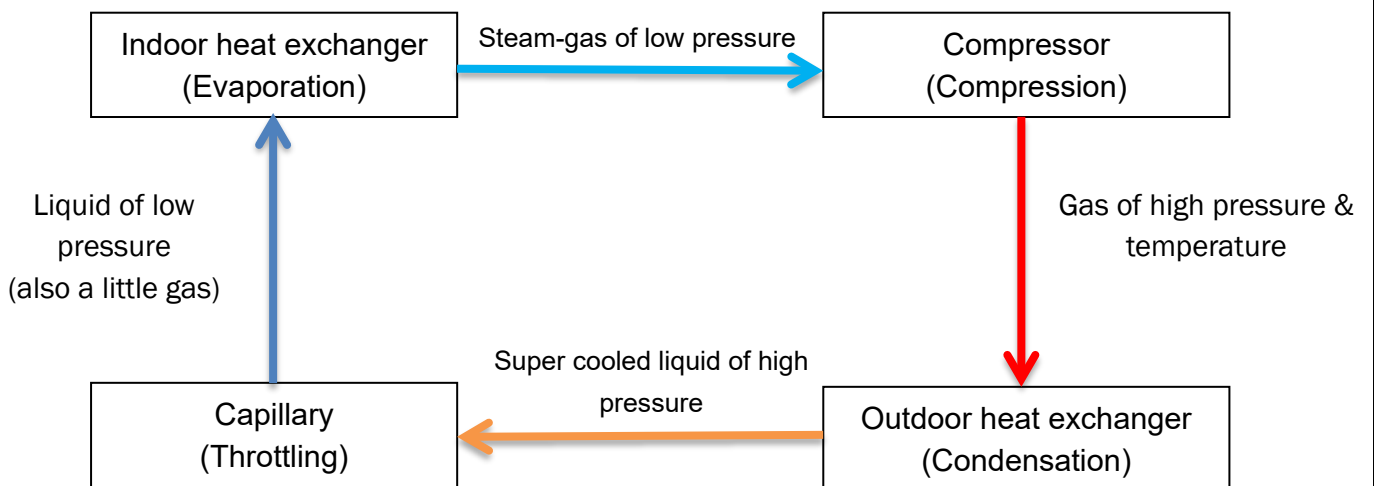 Indoor heat exchanger
(Evaporation)
Steam-gas of low pressure
Compressor
(Compression)
Liquid of low
pressure
(also a little gas)
Gas of high pressure &
temperature
Super cooled liquid of high
pressure
Capillary
(Throttling)
Outdoor heat exchanger
(Condensation)